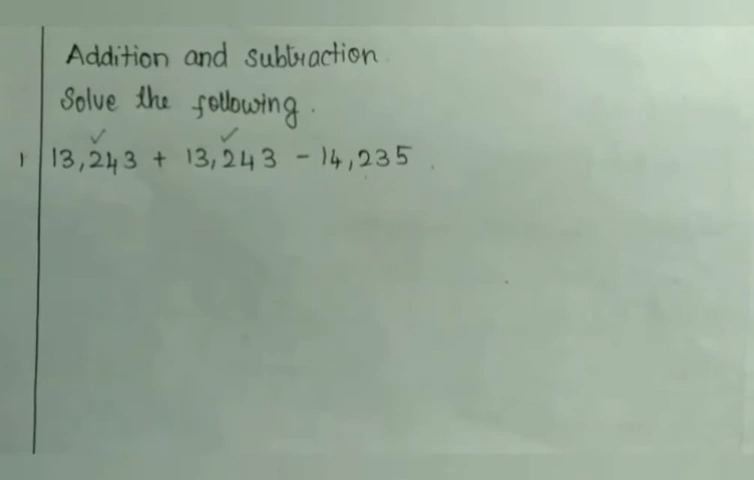 Addition and subtraction
Solve the following.
1 13,243 + 13,243 - 14,235.